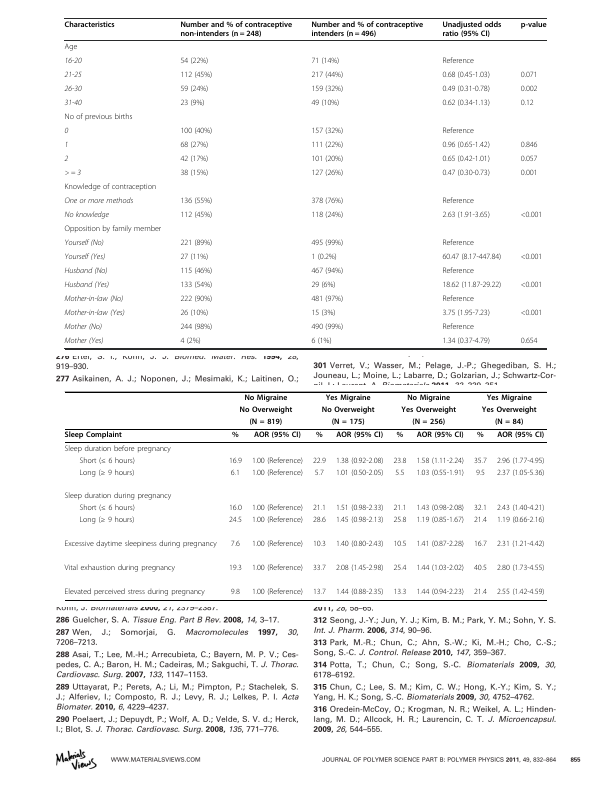 Characteristics Number and % of contraceptive non-intenders (n = 248) Number and % of contraceptive intenders (n = 496) Unadjusted odds ratio (95% CI) p-value
Age
16-20 54 (22%) 71 (14%) Reference
21-25 112 (45%) 217 (44%) 0.68 (0.45-1.03) 0.071
26-30 59 (24%) 159 (32%) 0.49 (0.31-0.78) 0.002
31-40 23 (9%) 49 (10%) 0.62 (0.34-1.13) 0.12
No of previous births
0 100 (40%) 157 (32%) Reference
1 68 (27%) 111 (22%) 0.96 (0.65-1.42) 0.846
2 42 (17%) 101 (20%) 0.65 (0.42-1.01) 0.057
>= 3 38 (15%) 127 (26%) 0.47 (0.30-0.73) 0.001
Knowledge of contraception
One or more methods 136 (55%) 378 (76%) Reference
No knowledge 112 (45%) 118 (24%) 2.63 (1.91-3.65) <0.001
Opposition by family member
Yourself (No) 221 (89%) 495 (99%) Reference
Yourself (Yes) 27 (11%) 1 (0.2%) 60.47 (8.17-447.84) <0.001
Husband (No) 115 (46%) 467 (94%) Reference
Husband (Yes) 133 (54%) 29 (6%) 18.62 (11.87-29.22) <0.001
Mother-in-law (No) 222 (90%) 481 (97%) Reference
Mother-in-law (Yes) 26 (10%) 15 (3%) 3.75 (1.95-7.23) <0.001
Mother (No) 244 (98%) 490 (99%) Reference
Mother (Yes) 4 (2%) 6 (1%) 1.34 (0.37-4.79) 0.654
J. Biomed. Mater. Res. 1994, 28,
919–930.
277 Asikainen, A. J.; Noponen, J.; Mesimaki, K.; Laitinen, O.;
301 Verret, V.; Wasser, M.; Pelage, J.-P.; Ghegediban, S. H.;
Jouneau, L.; Moine, L.; Labarre, D.; Golzarian, J.; Schwartz-Cor-
No Migraine Yes Migraine No Migraine Yes Migraine
No Overweight No Overweight Yes Overweight Yes Overweight
(N = 819) (N = 175) (N = 256) (N = 84)
Sleep Complaint % AOR (95% CI) % AOR (95% CI) % AOR (95% CI) % AOR (95% CI)
Sleep duration before pregnancy
Short (≤ 6 hours) 16.9 1.00 (Reference) 22.9 1.38 (0.92-2.08) 23.8 1.58 (1.11-2.24) 35.7 2.96 (1.77-4.95)
Long (≥ 9 hours) 6.1 1.00 (Reference) 5.7 1.01 (0.50-2.05) 5.5 1.03 (0.55-1.91) 9.5 2.37 (1.05-5.36)
Sleep duration during pregnancy
Short (≤ 6 hours) 16.0 1.00 (Reference) 21.1 1.51 (0.98-2.33) 21.1 1.43 (0.98-2.08) 32.1 2.43 (1.40-4.21)
Long (≥ 9 hours) 24.5 1.00 (Reference) 28.6 1.45 (0.98-2.13) 25.8 1.19 (0.85-1.67) 21.4 1.19 (0.66-2.16)
Excessive daytime sleepiness during pregnancy 7.6 1.00 (Reference) 10.3 1.40 (0.80-2.43) 10.5 1.41 (0.87-2.28) 16.7 2.31 (1.21-4.42)
Vital exhaustion during pregnancy 19.3 1.00 (Reference) 33.7 2.08 (1.45-2.98) 25.4 1.44 (1.03-2.02) 40.5 2.80 (1.73-4.55)
Elevated perceived stress during pregnancy 9.8 1.00 (Reference) 13.7 1.44 (0.88-2.35) 13.3 1.44 (0.94-2.23) 21.4 2.55 (1.42-4.59)
286 Guelcher, S. A. Tissue Eng. Part B Rev. 2008, 14, 3–17.
287 Wen, J.; Somorjai, G. Macromolecules 1997, 30,
7206–7213.
288 Asai, T.; Lee, M.-H.; Arrecubieta, C.; Bayern, M. P. V.; Ces-
pedes, C. A.; Baron, H. M.; Cadeiras, M.; Sakguchi, T. J. Thorac.
Cardiovasc. Surg. 2007, 133, 1147–1153.
289 Uttayarat, P.; Perets, A.; Li, M.; Pimpton, P.; Stachelek, S.
J.; Alferiev, I.; Composto, R. J.; Levy, R. J.; Lelkes, P. I. Acta
Biomater. 2010, 6, 4229–4237.
290 Poelaert, J.; Depuydt, P.; Wolf, A. D.; Velde, S. V. d.; Herck,
I.; Blot, S. J. Thorac. Cardiovasc. Surg. 2008, 135, 771–776.
2011, 28, 58–65.
312 Seong, J.-Y.; Jun, Y. J.; Kim, B. M.; Park, Y. M.; Sohn, Y. S.
Int. J. Pharm. 2006, 314, 90–96.
313 Park, M.-R.; Chun, C.; Ahn, S.-W.; Ki, M.-H.; Cho, C.-S.;
Song, S.-C. J. Control. Release 2010, 147, 359–367.
314 Potta, T.; Chun, C.; Song, S.-C. Biomaterials 2009, 30,
6178–6192.
315 Chun, C.; Lee, S. M.; Kim, C. W.; Hong, K.-Y.; Kim, S. Y.;
Yang, H. K.; Song, S.-C. Biomaterials 2009, 30, 4752–4762.
316 Oredein-McCoy, O.; Krogman, N. R.; Weikel, A. L.; Hinden-
lang, M. D.; Allcock, H. R.; Laurencin, C. T. J. Microencapsul.
2009, 26, 544–555.
Materials Views WWW.MATERIALSVIEWS.COM JOURNAL OF POLYMER SCIENCE PART B: POLYMER PHYSICS 2011, 49, 832–864 855